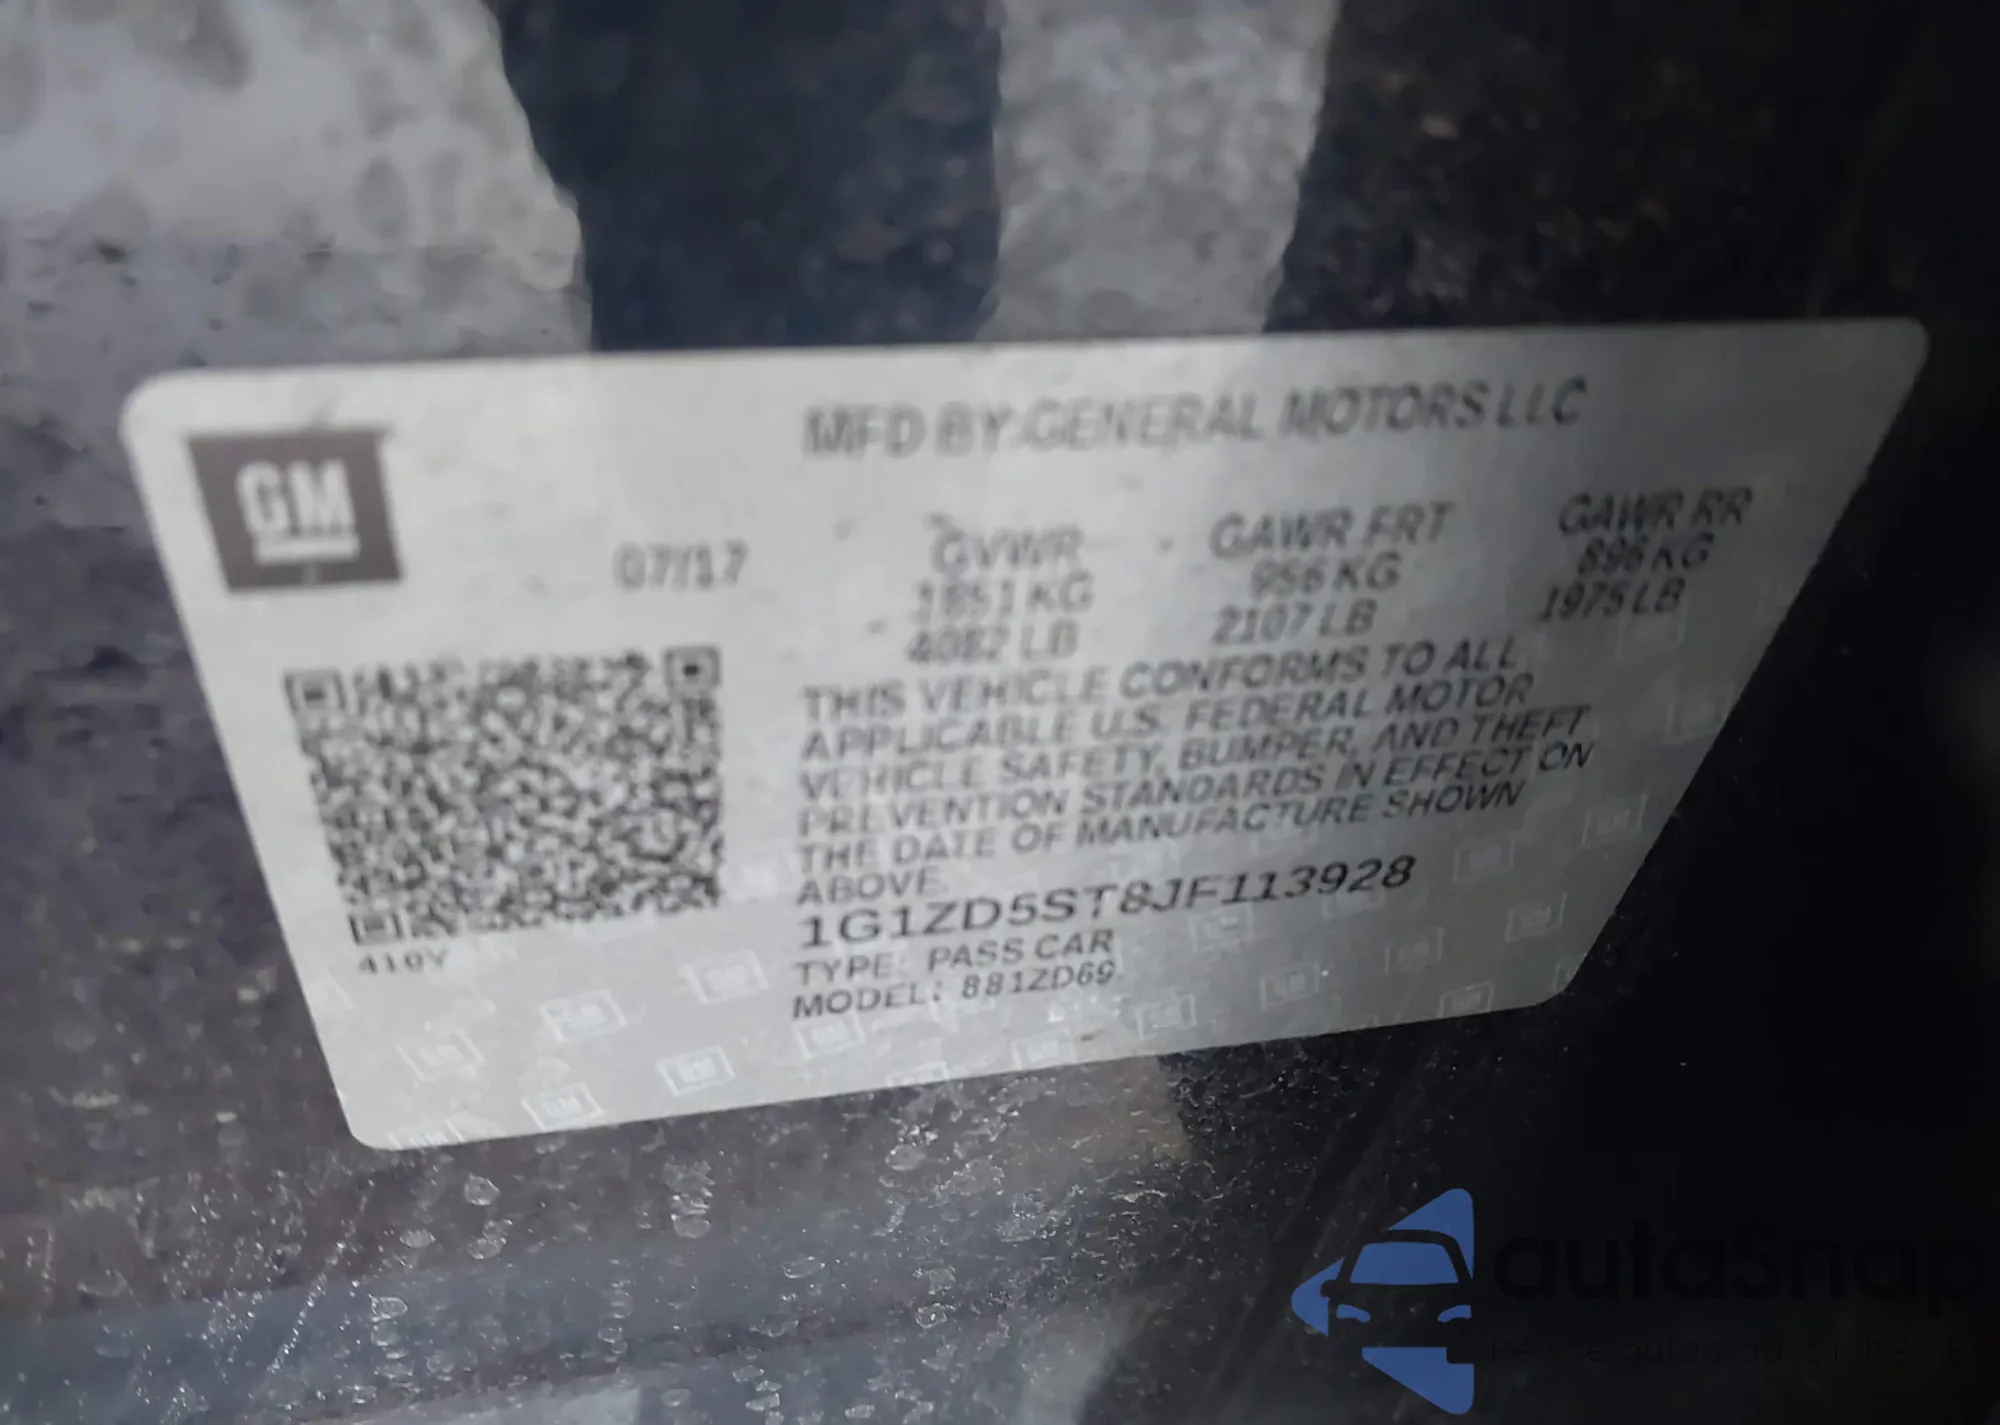 GM
MFD BY GENERAL MOTORS LLC
07/17
GVWR GAWR FRT GAWR RR
1851 KG 956 KG 896 KG
4082 LB 2107 LB 1975 LB
THIS VEHICLE CONFORMS TO ALL
APPLICABLE U.S. FEDERAL MOTOR
VEHICLE SAFETY, BUMPER, AND THEFT
PREVENTION STANDARDS IN EFFECT ON
THE DATE OF MANUFACTURE SHOWN
ABOVE.
1G1ZD5ST8JF113928
410Y
TYPE: PASS CAR
MODEL: 881ZD69
autaSnap